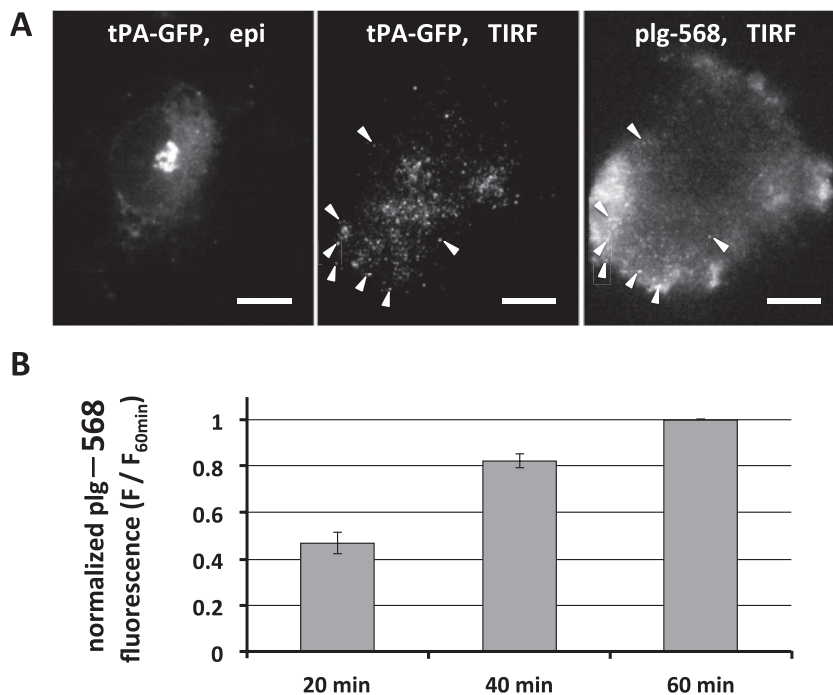 A
tPA-GFP, epi
tPA-GFP, TIRF
plg-568, TIRF
B
normalized plg—568
fluorescence (F / F60min)
1
0.8
0.6
0.4
0.2
0
20 min
40 min
60 min